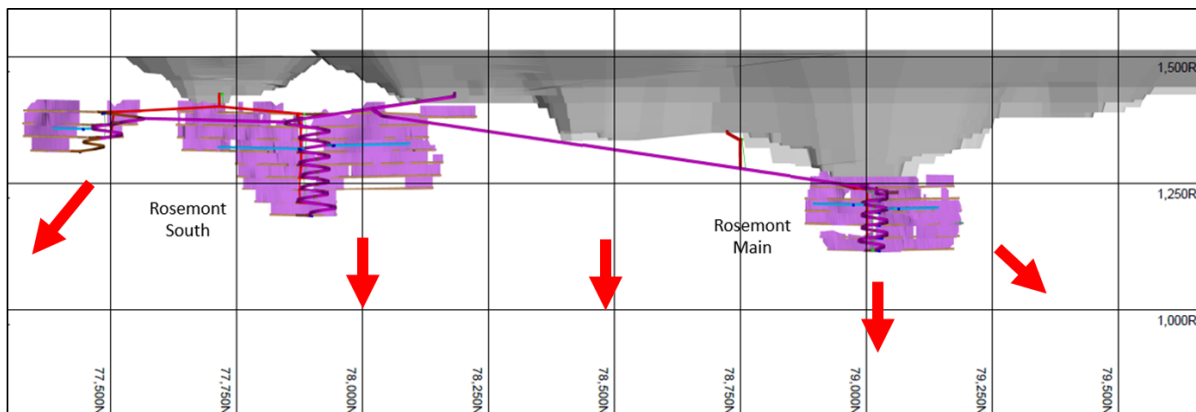 1,500R
Rosemont
South
1,250R
Rosemont
Main
1,000R
77,500N
77,750N
78,000N
78,250N
78,500N
78,750N
79,000N
79,250N
79,500N